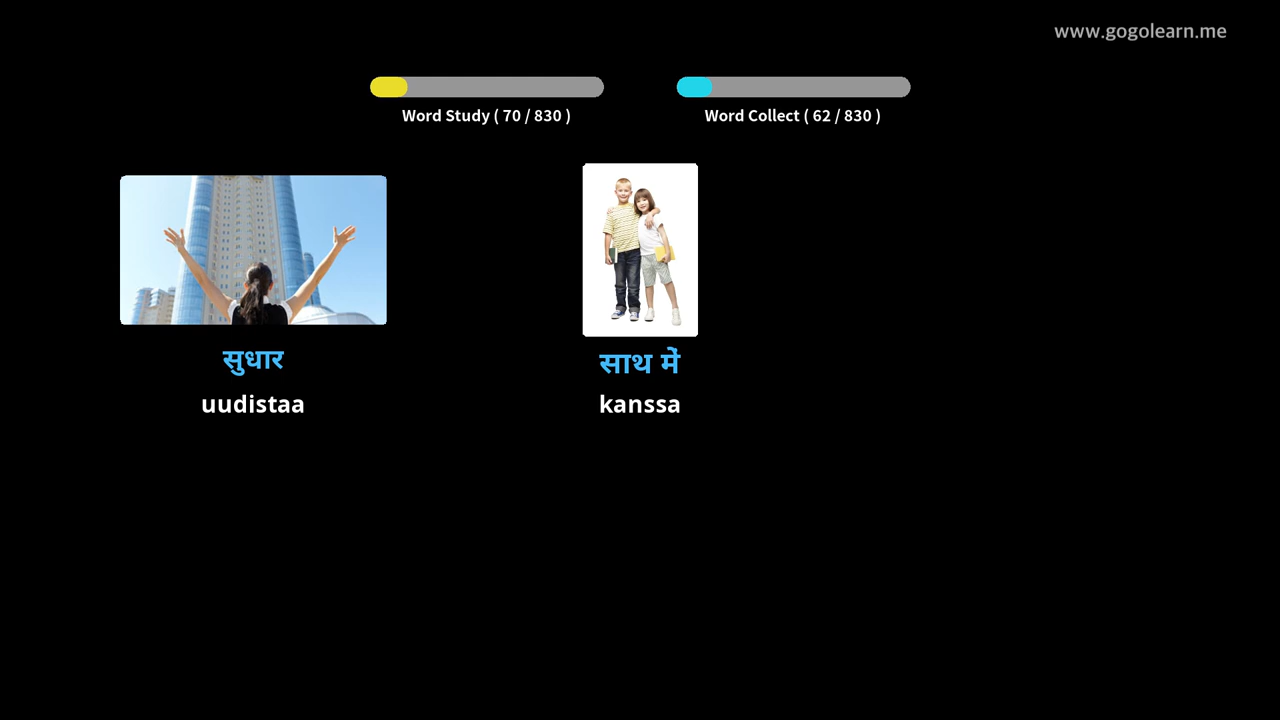 www.gogolearn.me
Word Study ( 70 / 830 )
Word Collect ( 62 / 830 )
सुधार
uudistaa
साथ में
kanssa